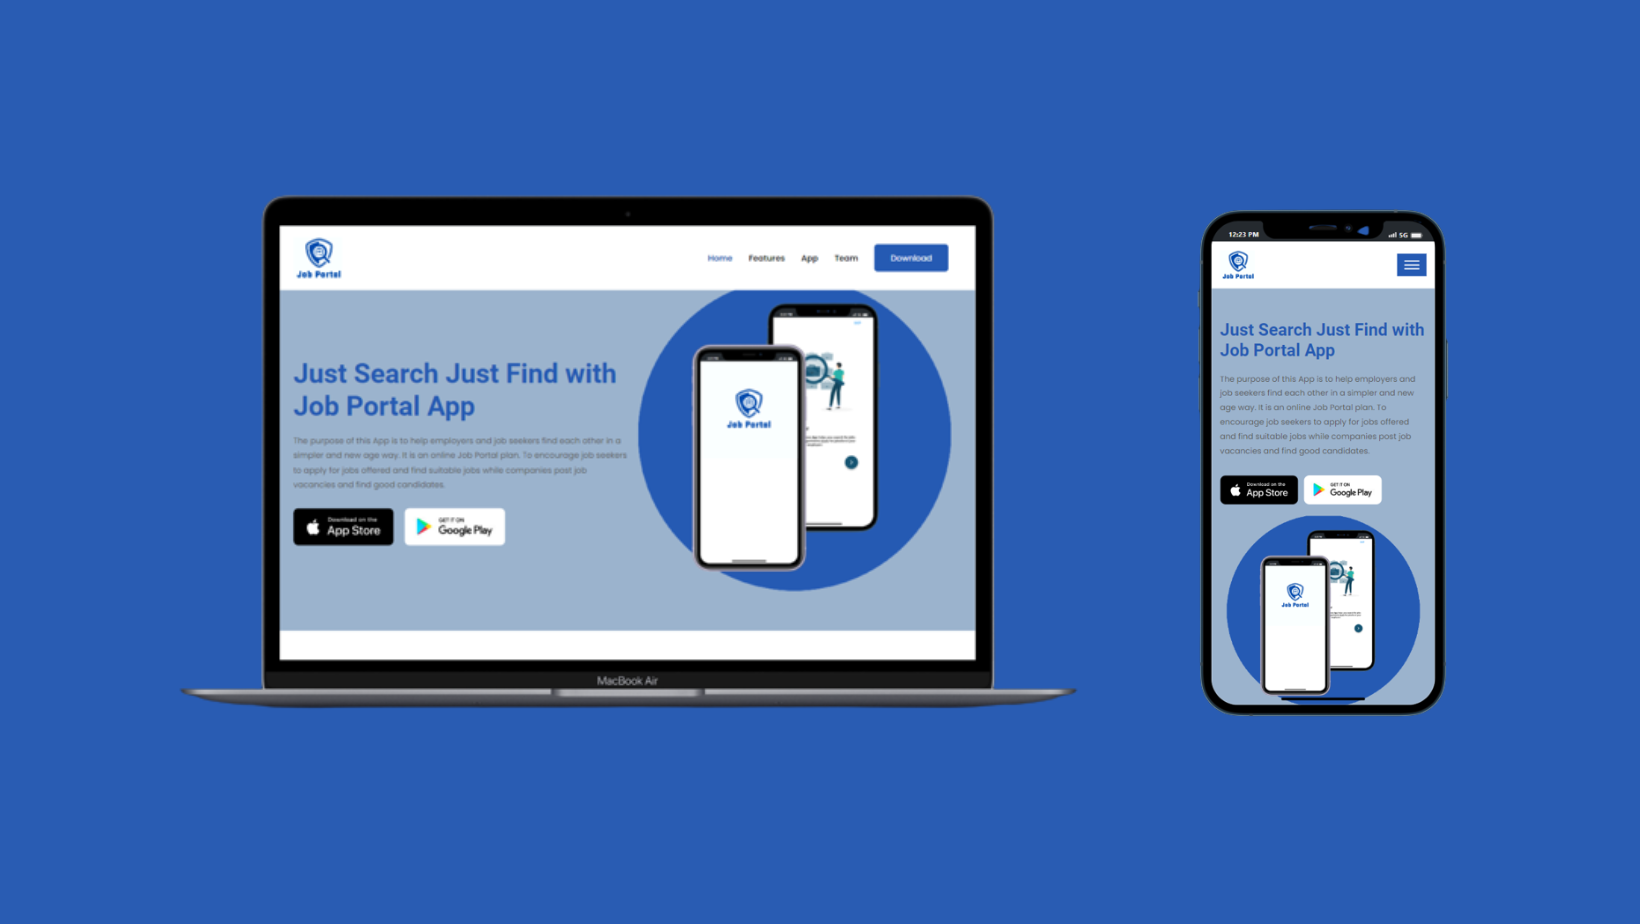 Job Portal
Home Features App Team Download
Just Search Just Find with
Job Portal App
The purpose of this App is to help employers and job seekers find each other in a
simpler and new age way. It is an online Job Portal plan. To encourage job seekers
to apply for jobs offered and find suitable jobs while companies post job
vacancies and find good candidates.
Download on the
App Store
GET IT ON
Google Play
Job Portal
MacBook Air
12:23 PM
5G
Job Portal
Just Search Just Find with
Job Portal App
The purpose of this App is to help employers and
job seekers find each other in a simpler and new
age way. It is an online Job Portal plan. To
encourage job seekers to apply for jobs offered
and find suitable jobs while companies post job
vacancies and find good candidates.
Download on the
App Store
GET IT ON
Google Play
Job Portal